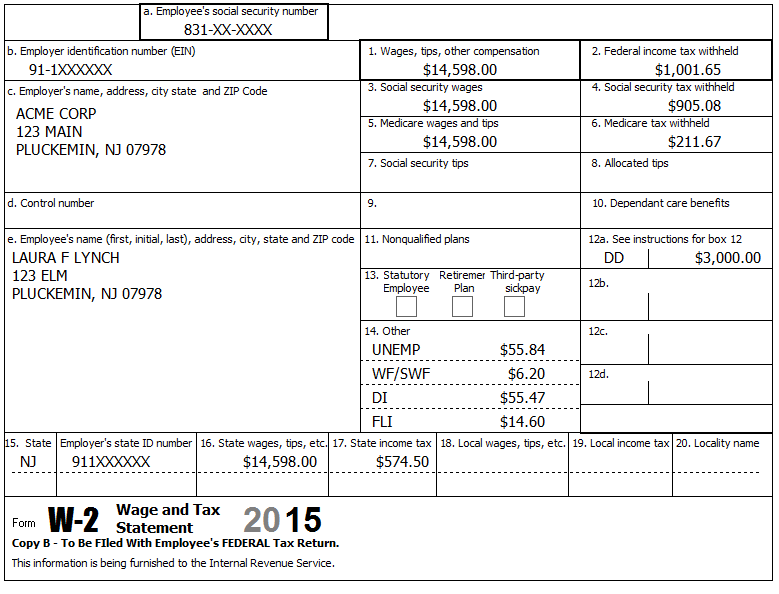 a. Employee's social security number
831-XX-XXXX
b. Employer identification number (EIN)
91-1XXXXXX
1. Wages, tips, other compensation
$14,598.00
2. Federal income tax withheld
$1,001.65
c. Employer's name, address, city state and ZIP Code
ACME CORP
123 MAIN
PLUCKEMIN, NJ 07978
3. Social security wages
$14,598.00
4. Social security tax withheld
$905.08
5. Medicare wages and tips
$14,598.00
6. Medicare tax withheld
$211.67
7. Social security tips
8. Allocated tips
d. Control number
9.
10. Dependant care benefits
e. Employee's name (first, initial, last), address, city, state and ZIP code
LAURA F LYNCH
123 ELM
PLUCKEMIN, NJ 07978
11. Nonqualified plans
12a. See instructions for box 12
DD $3,000.00
13. Statutory Employee
Retiremer Plan
Third-party sickpay
12b.
14. Other
UNEMP $55.84
WF/SWF $6.20
DI $55.47
FLI $14.60
12c.
12d.
15. State Employer's state ID number 16. State wages, tips, etc. 17. State income tax 18. Local wages, tips, etc. 19. Local income tax 20. Locality name
NJ 911XXXXXX $14,598.00 $574.50
Form W-2 Wage and Tax Statement 2015
Copy B - To Be FIled With Employee's FEDERAL Tax Return.
This information is being furnished to the Internal Revenue Service.